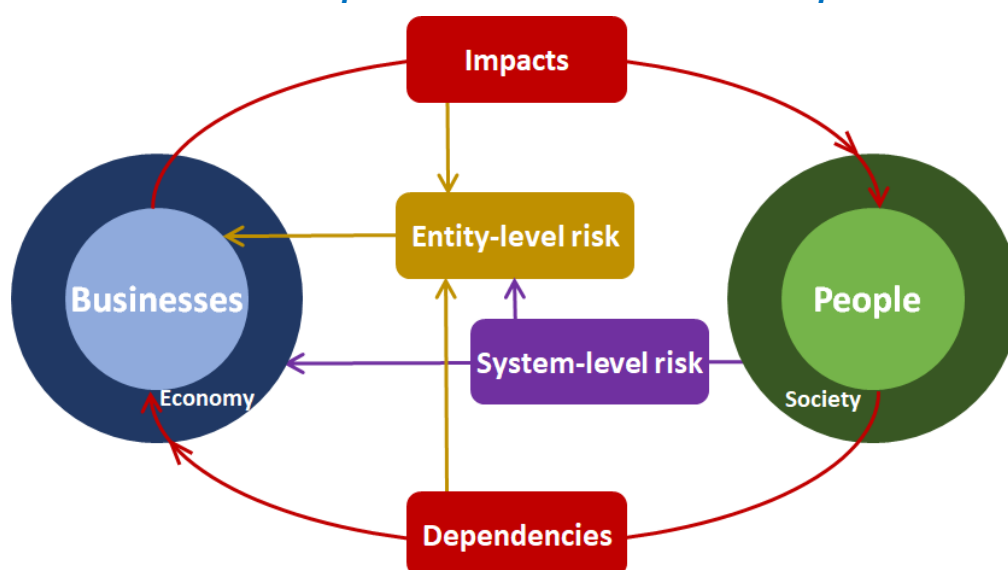 Impacts
Entity-level risk
Businesses
People
System-level risk
Economy
Society
Dependencies